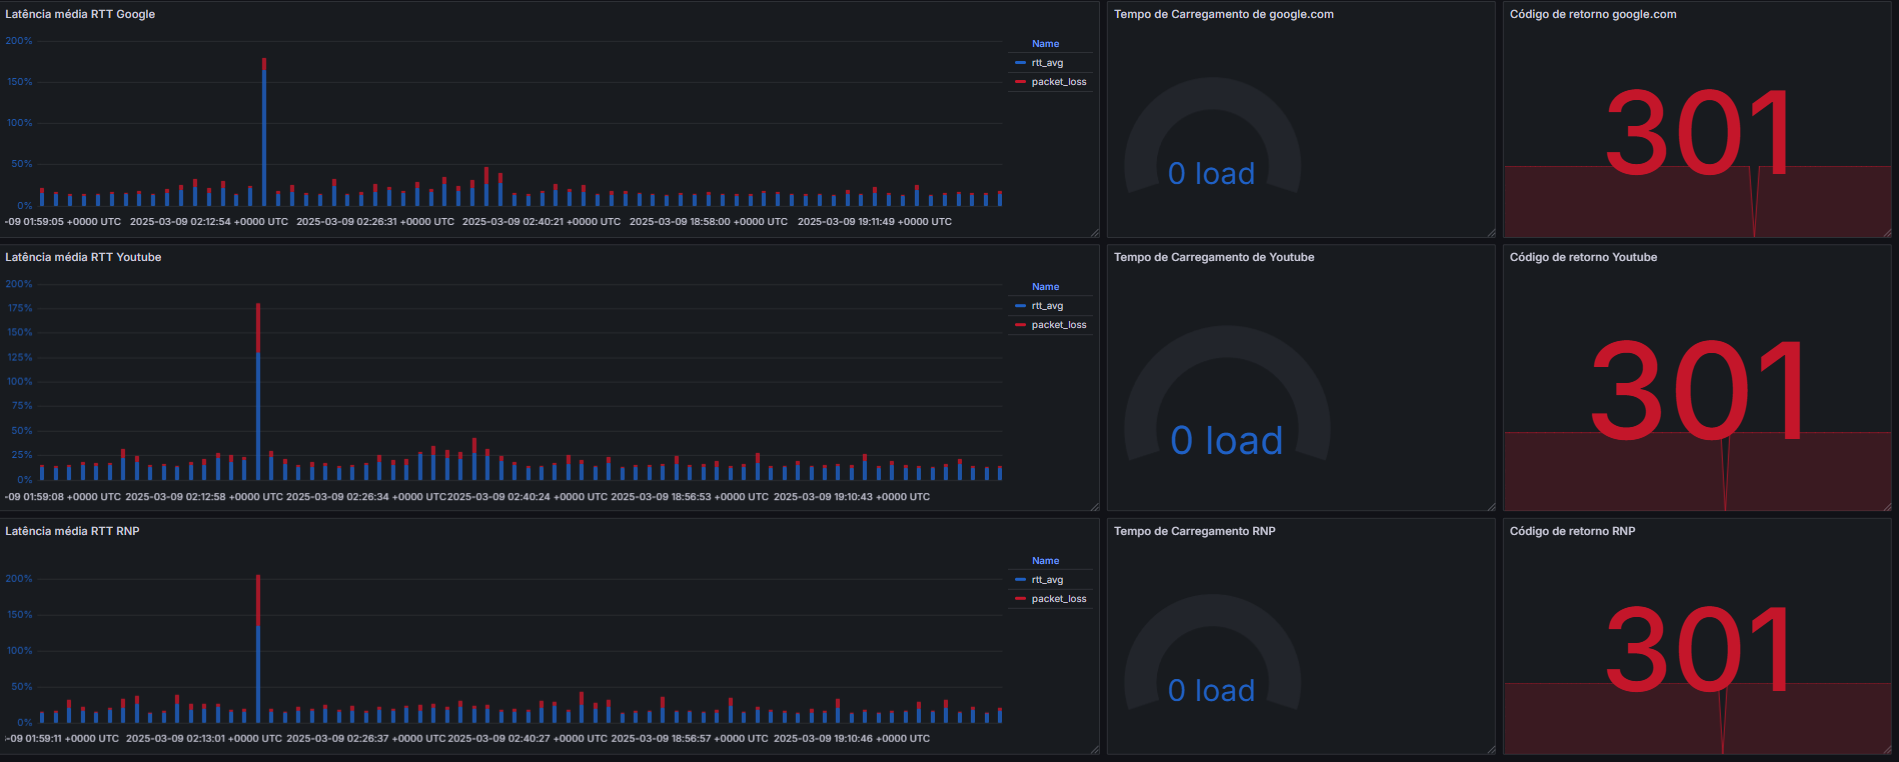 Latência média RTT Google
200%
150%
100%
50%
0%
-09 01:59:05 +0000 UTC 2025-03-09 02:12:54 +0000 UTC 2025-03-09 02:26:31 +0000 UTC 2025-03-09 02:40:21 +0000 UTC 2025-03-09 18:58:00 +0000 UTC 2025-03-09 19:11:49 +0000 UTC
Name
rtt_avg
packet_loss
Tempo de Carregamento de google.com
0 load
Código de retorno google.com
301
Latência média RTT Youtube
200%
175%
150%
125%
100%
75%
50%
25%
0%
-09 01:59:08 +0000 UTC 2025-03-09 02:12:58 +0000 UTC 2025-03-09 02:26:34 +0000 UTC 2025-03-09 02:40:24 +0000 UTC 2025-03-09 18:56:53 +0000 UTC 2025-03-09 19:10:43 +0000 UTC
Name
rtt_avg
packet_loss
Tempo de Carregamento de Youtube
0 load
Código de retorno Youtube
301
Latência média RTT RNP
200%
150%
100%
50%
0%
-09 01:59:11 +0000 UTC 2025-03-09 02:13:01 +0000 UTC 2025-03-09 02:26:37 +0000 UTC 2025-03-09 02:40:27 +0000 UTC 2025-03-09 18:56:57 +0000 UTC 2025-03-09 19:10:46 +0000 UTC
Name
rtt_avg
packet_loss
Tempo de Carregamento RNP
0 load
Código de retorno RNP
301